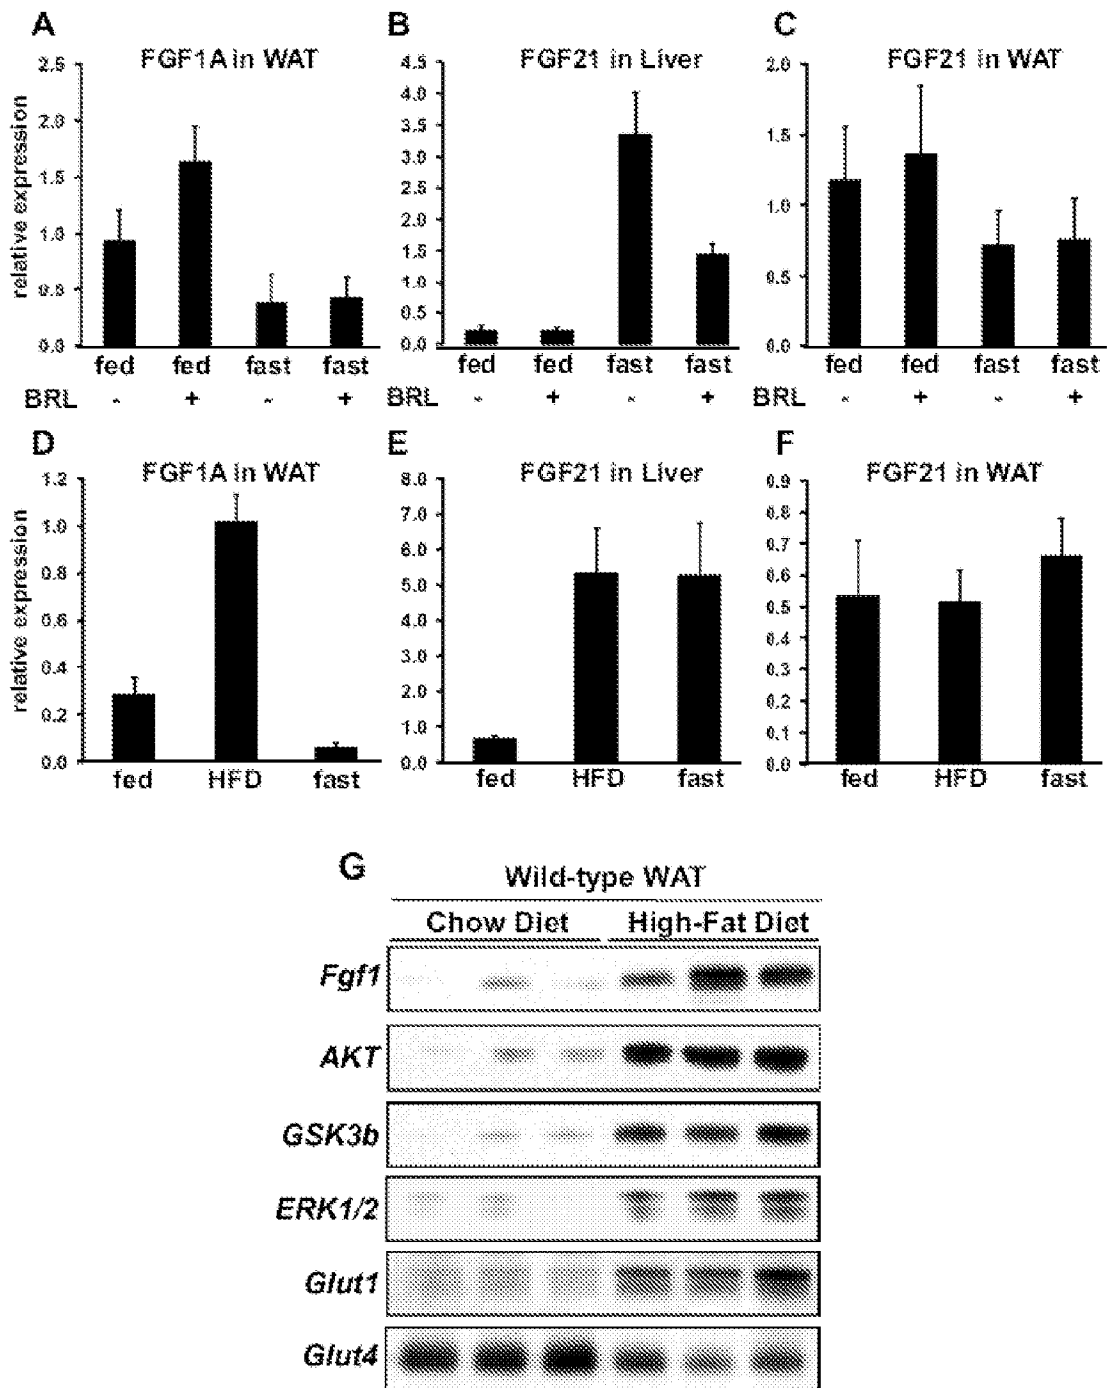 A
B
C
FGF1A in WAT
FGF21 in Liver
FGF21 in WAT
relative expression
2.5
2.0
1.5
1.0
0.5
0.0
4.5
4.0
3.5
3.0
2.5
2.0
1.5
1.0
0.5
0.0
2.0
1.5
1.0
0.5
0.0
fed fed fast fast
fed fed fast fast
fed fed fast fast
BRL - + - +
BRL - + - +
BRL - + - +
D
E
F
FGF1A in WAT
FGF21 in Liver
FGF21 in WAT
relative expression
1.2
1.0
0.8
0.6
0.4
0.2
0.0
8.0
7.0
6.0
5.0
4.0
3.0
2.0
1.0
0.0
0.9
0.8
0.7
0.6
0.5
0.4
0.3
0.2
0.1
0.0
fed HFD fast
fed HFD fast
fed HFD fast
G
Wild-type WAT
Chow Diet High-Fat Diet
Fgf1
AKT
GSK3b
ERK1/2
Glut1
Glut4